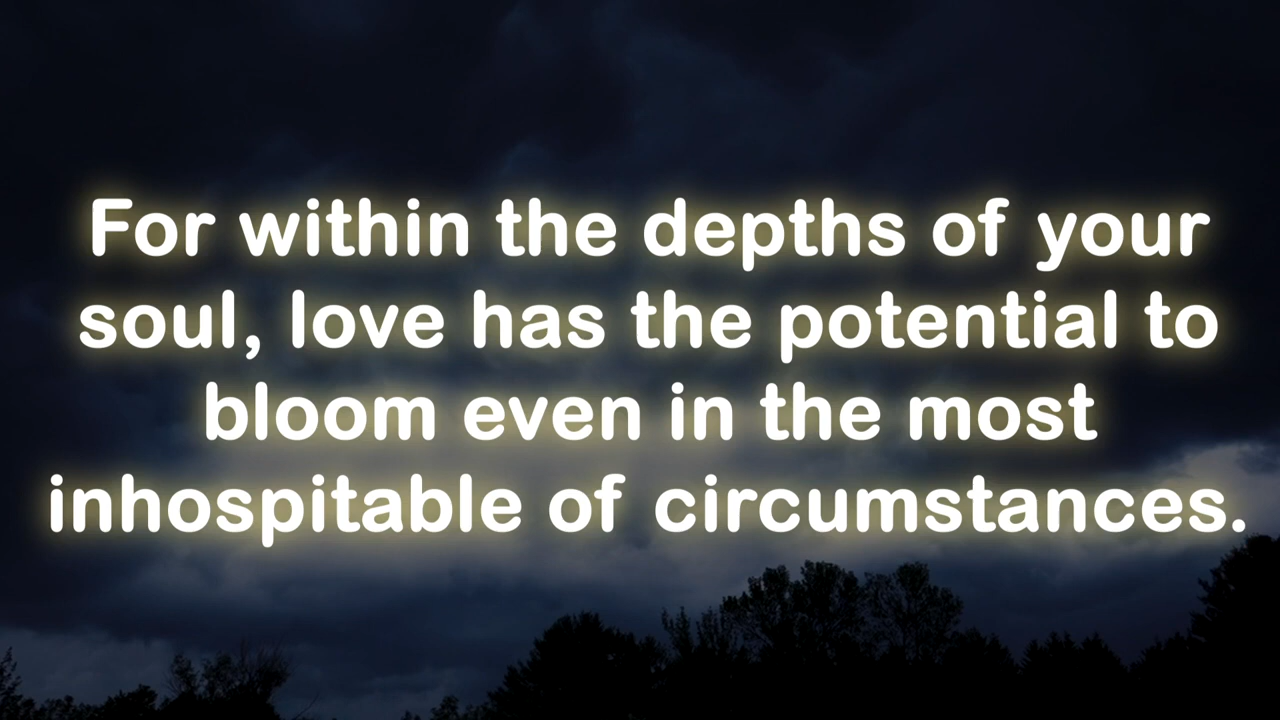 For within the depths of your
soul, love has the potential to
bloom even in the most
inhospitable of circumstances.